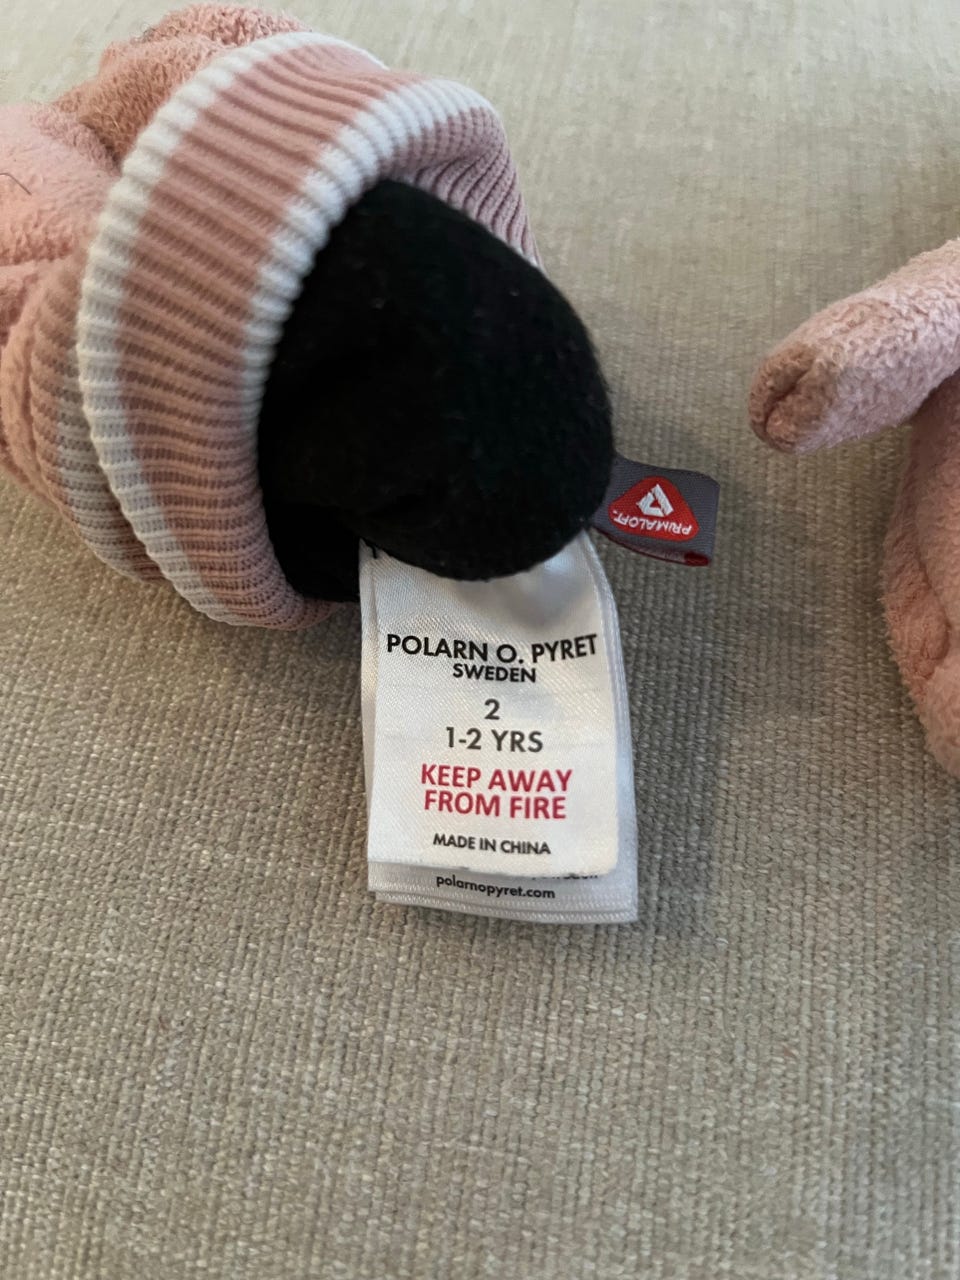 PRIMALOFT
POLARN O. PYRET
SWEDEN
2
1-2 YRS
KEEP AWAY
FROM FIRE
MADE IN CHINA
polarnopyret.com